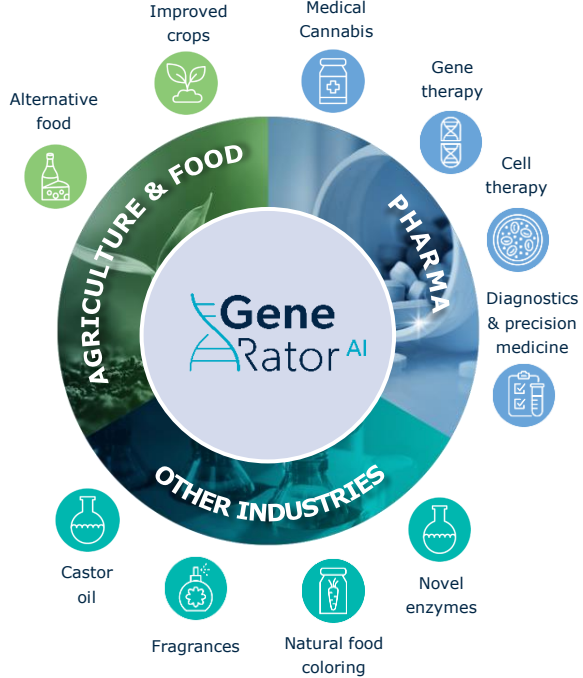 Improved
crops
Medical
Cannabis
Gene
therapy
Alternative
food
Cell
therapy
AGRICULTURE & FOOD
PHARMA
Diagnostics
& precision
medicine
Gene
Rator AI
OTHER INDUSTRIES
Castor
oil
Novel
enzymes
Fragrances
Natural food
coloring